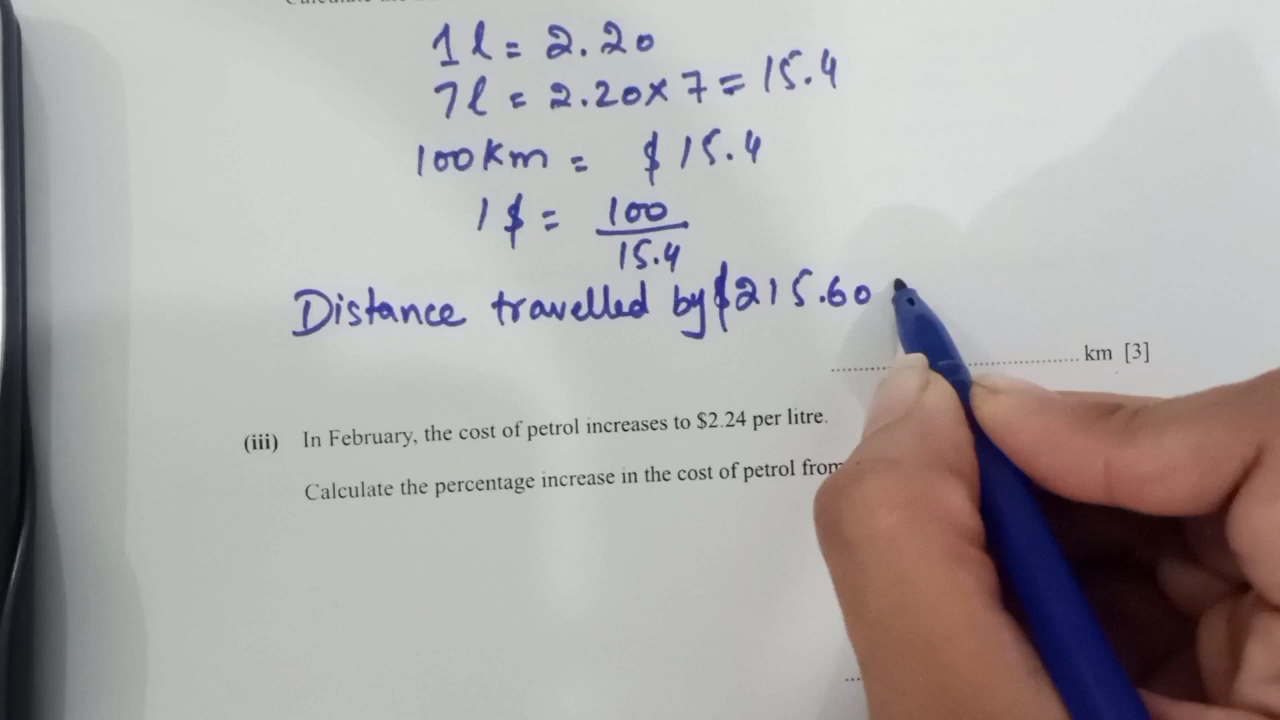 1l = 2.20
7l = 2.20 × 7 = 15.4
100 km = $15.4
1$ = 100
15.4
Distance travelled by $215.60
km [3]
(iii) In February, the cost of petrol increases to $2.24 per litre.
Calculate the percentage increase in the cost of petrol from